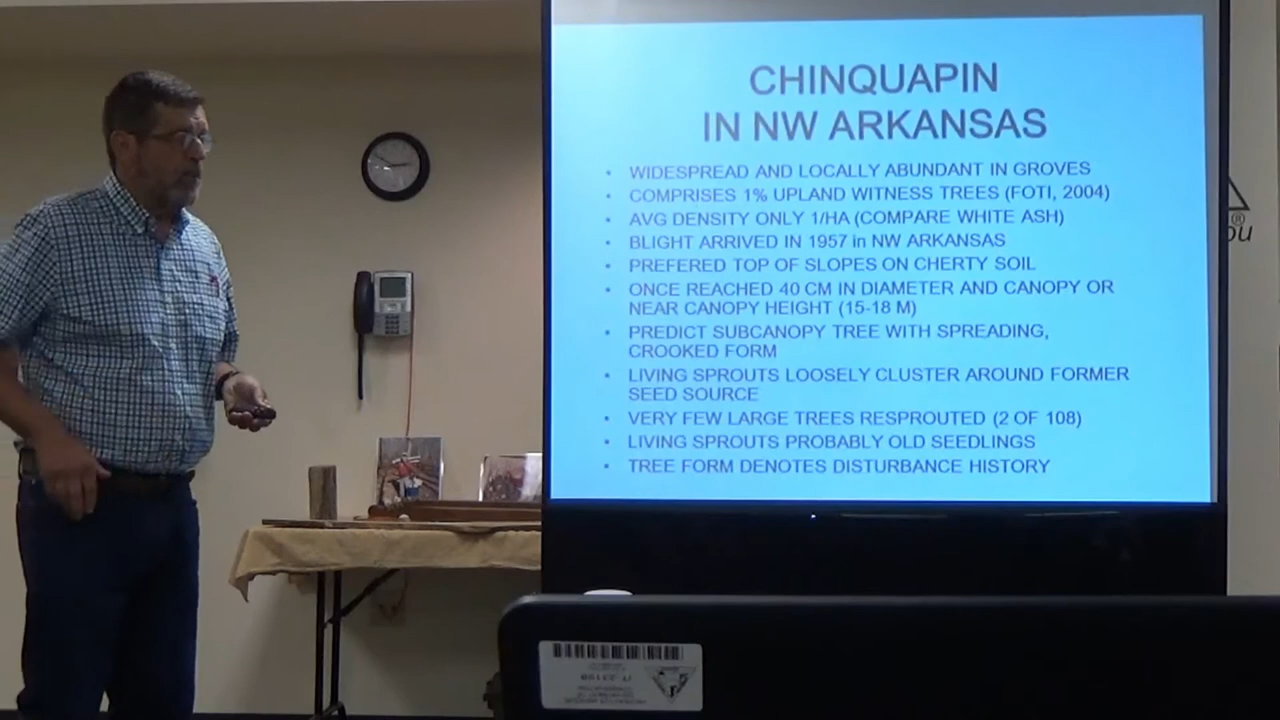 CHINQUAPIN
IN NW ARKANSAS
• WIDESPREAD AND LOCALLY ABUNDANT IN GROVES
• COMPRISES 1% UPLAND WITNESS TREES (FOTI, 2004)
• AVG DENSITY ONLY 1/HA (COMPARE WHITE ASH)
• BLIGHT ARRIVED IN 1957 in NW ARKANSAS
• PREFERED TOP OF SLOPES ON CHERTY SOIL
• ONCE REACHED 40 CM IN DIAMETER AND CANOPY OR
NEAR CANOPY HEIGHT (15-18 M)
• PREDICT SUBCANOPY TREE WITH SPREADING,
CROOKED FORM
• LIVING SPROUTS LOOSELY CLUSTER AROUND FORMER
SEED SOURCE
• VERY FEW LARGE TREES RESPROUTED (2 OF 108)
• LIVING SPROUTS PROBABLY OLD SEEDLINGS
• TREE FORM DENOTES DISTURBANCE HISTORY
®